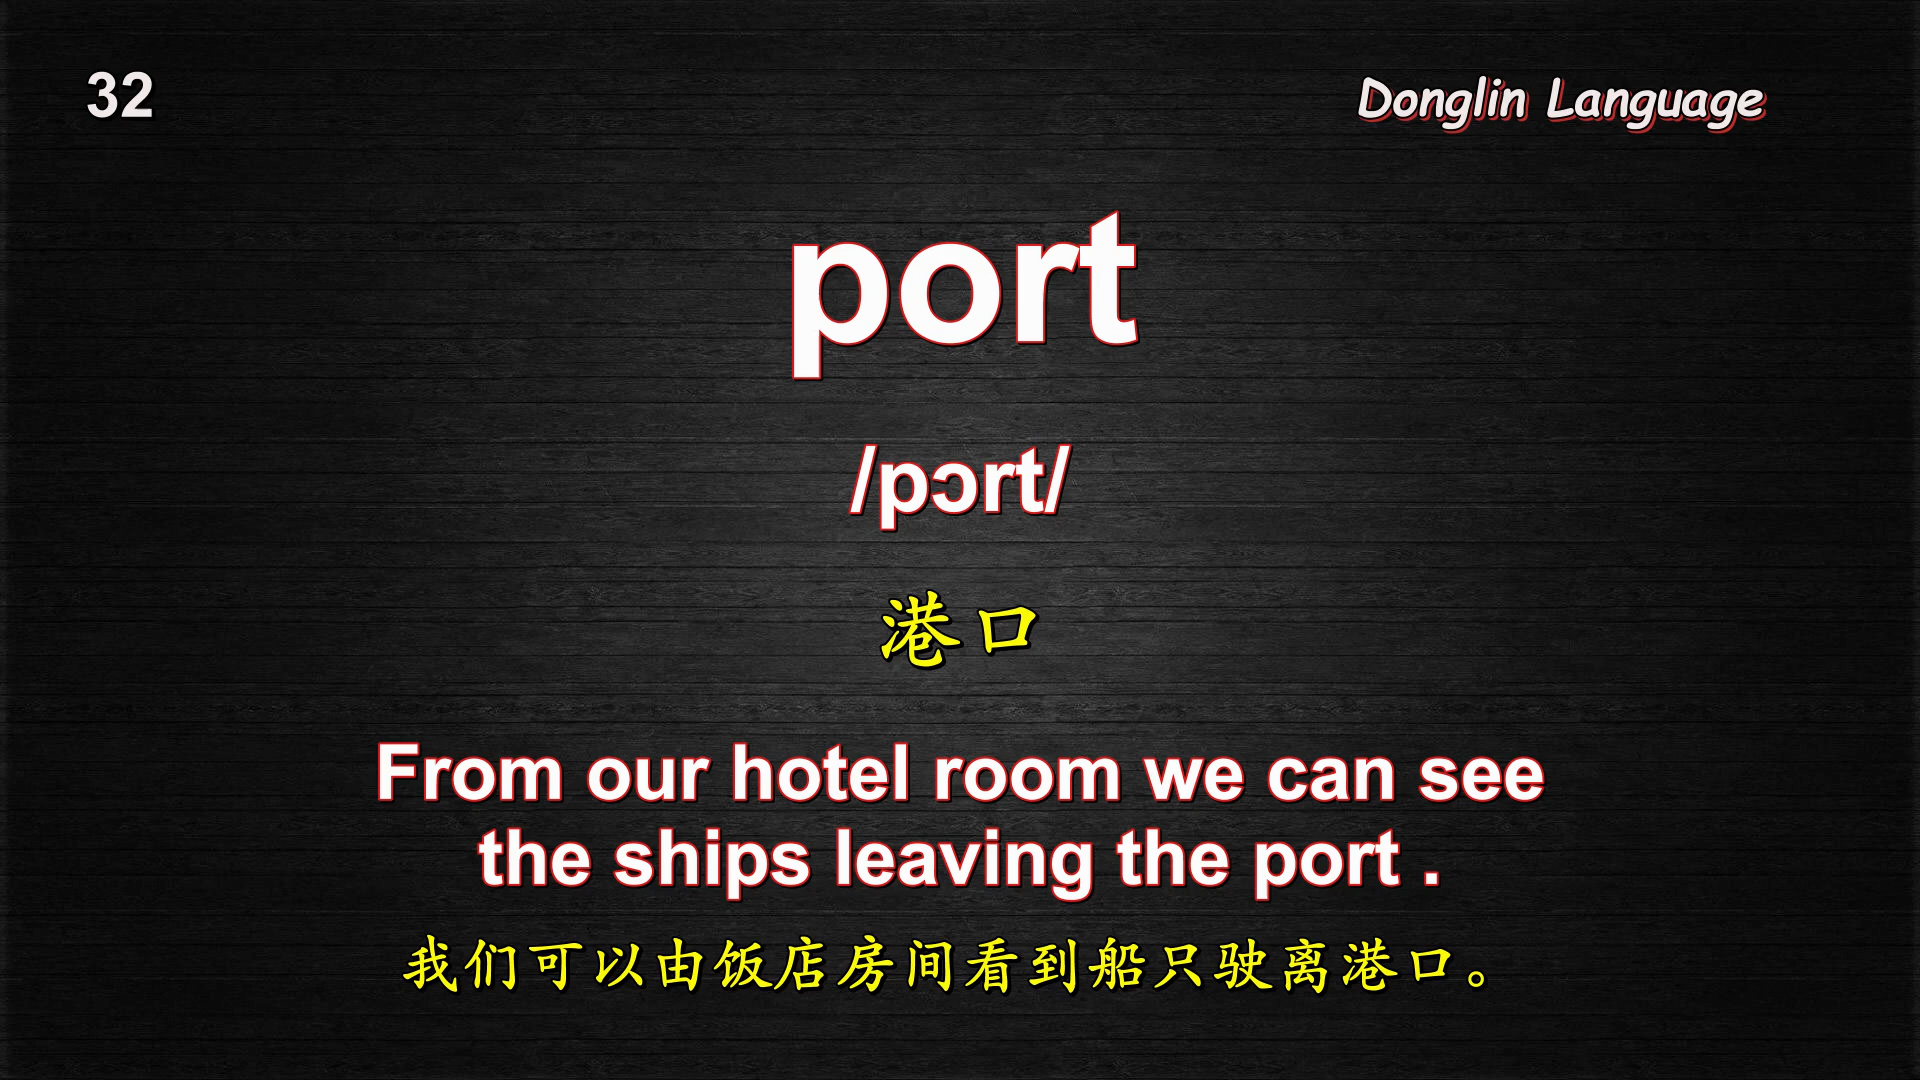 32
Donglin Language
port
/pɔrt/
港口
From our hotel room we can see
the ships leaving the port .
我们可以由饭店房间看到船只驶离港口。